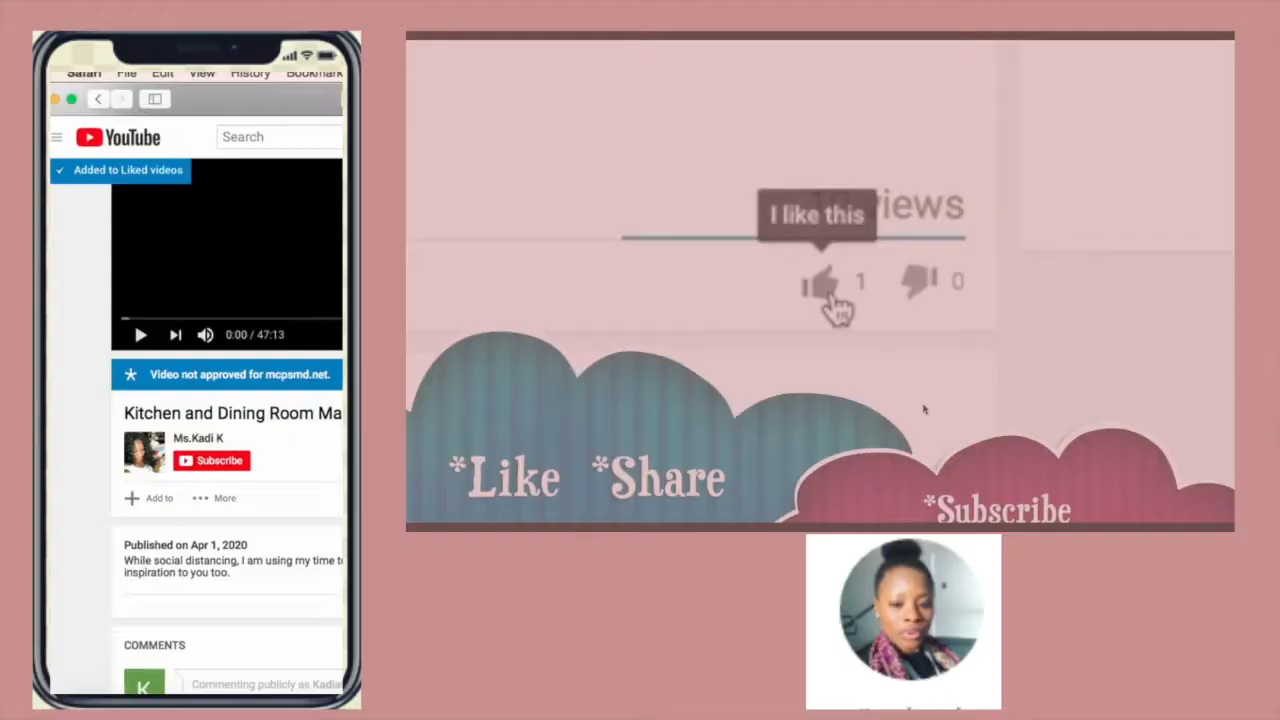 Safari File Edit View History Bookmark
YouTube
Search
Added to Liked videos
0:00 / 47:13
Video not approved for mcpsmd.net.
Kitchen and Dining Room Ma
Ms.Kadi K
Subscribe
Add to
More
Published on Apr 1, 2020
While social distancing, I am using my time t
inspiration to you too.
COMMENTS
K
Commenting publicly as Kadia
views
I like this
1
0
*Like *Share
*Subscribe